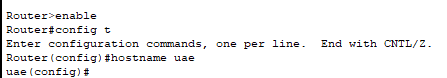 Router>enable
Router#config t
Enter configuration commands, one per line.  End with CNTL/Z.
Router(config)#hostname uae
uae(config)#